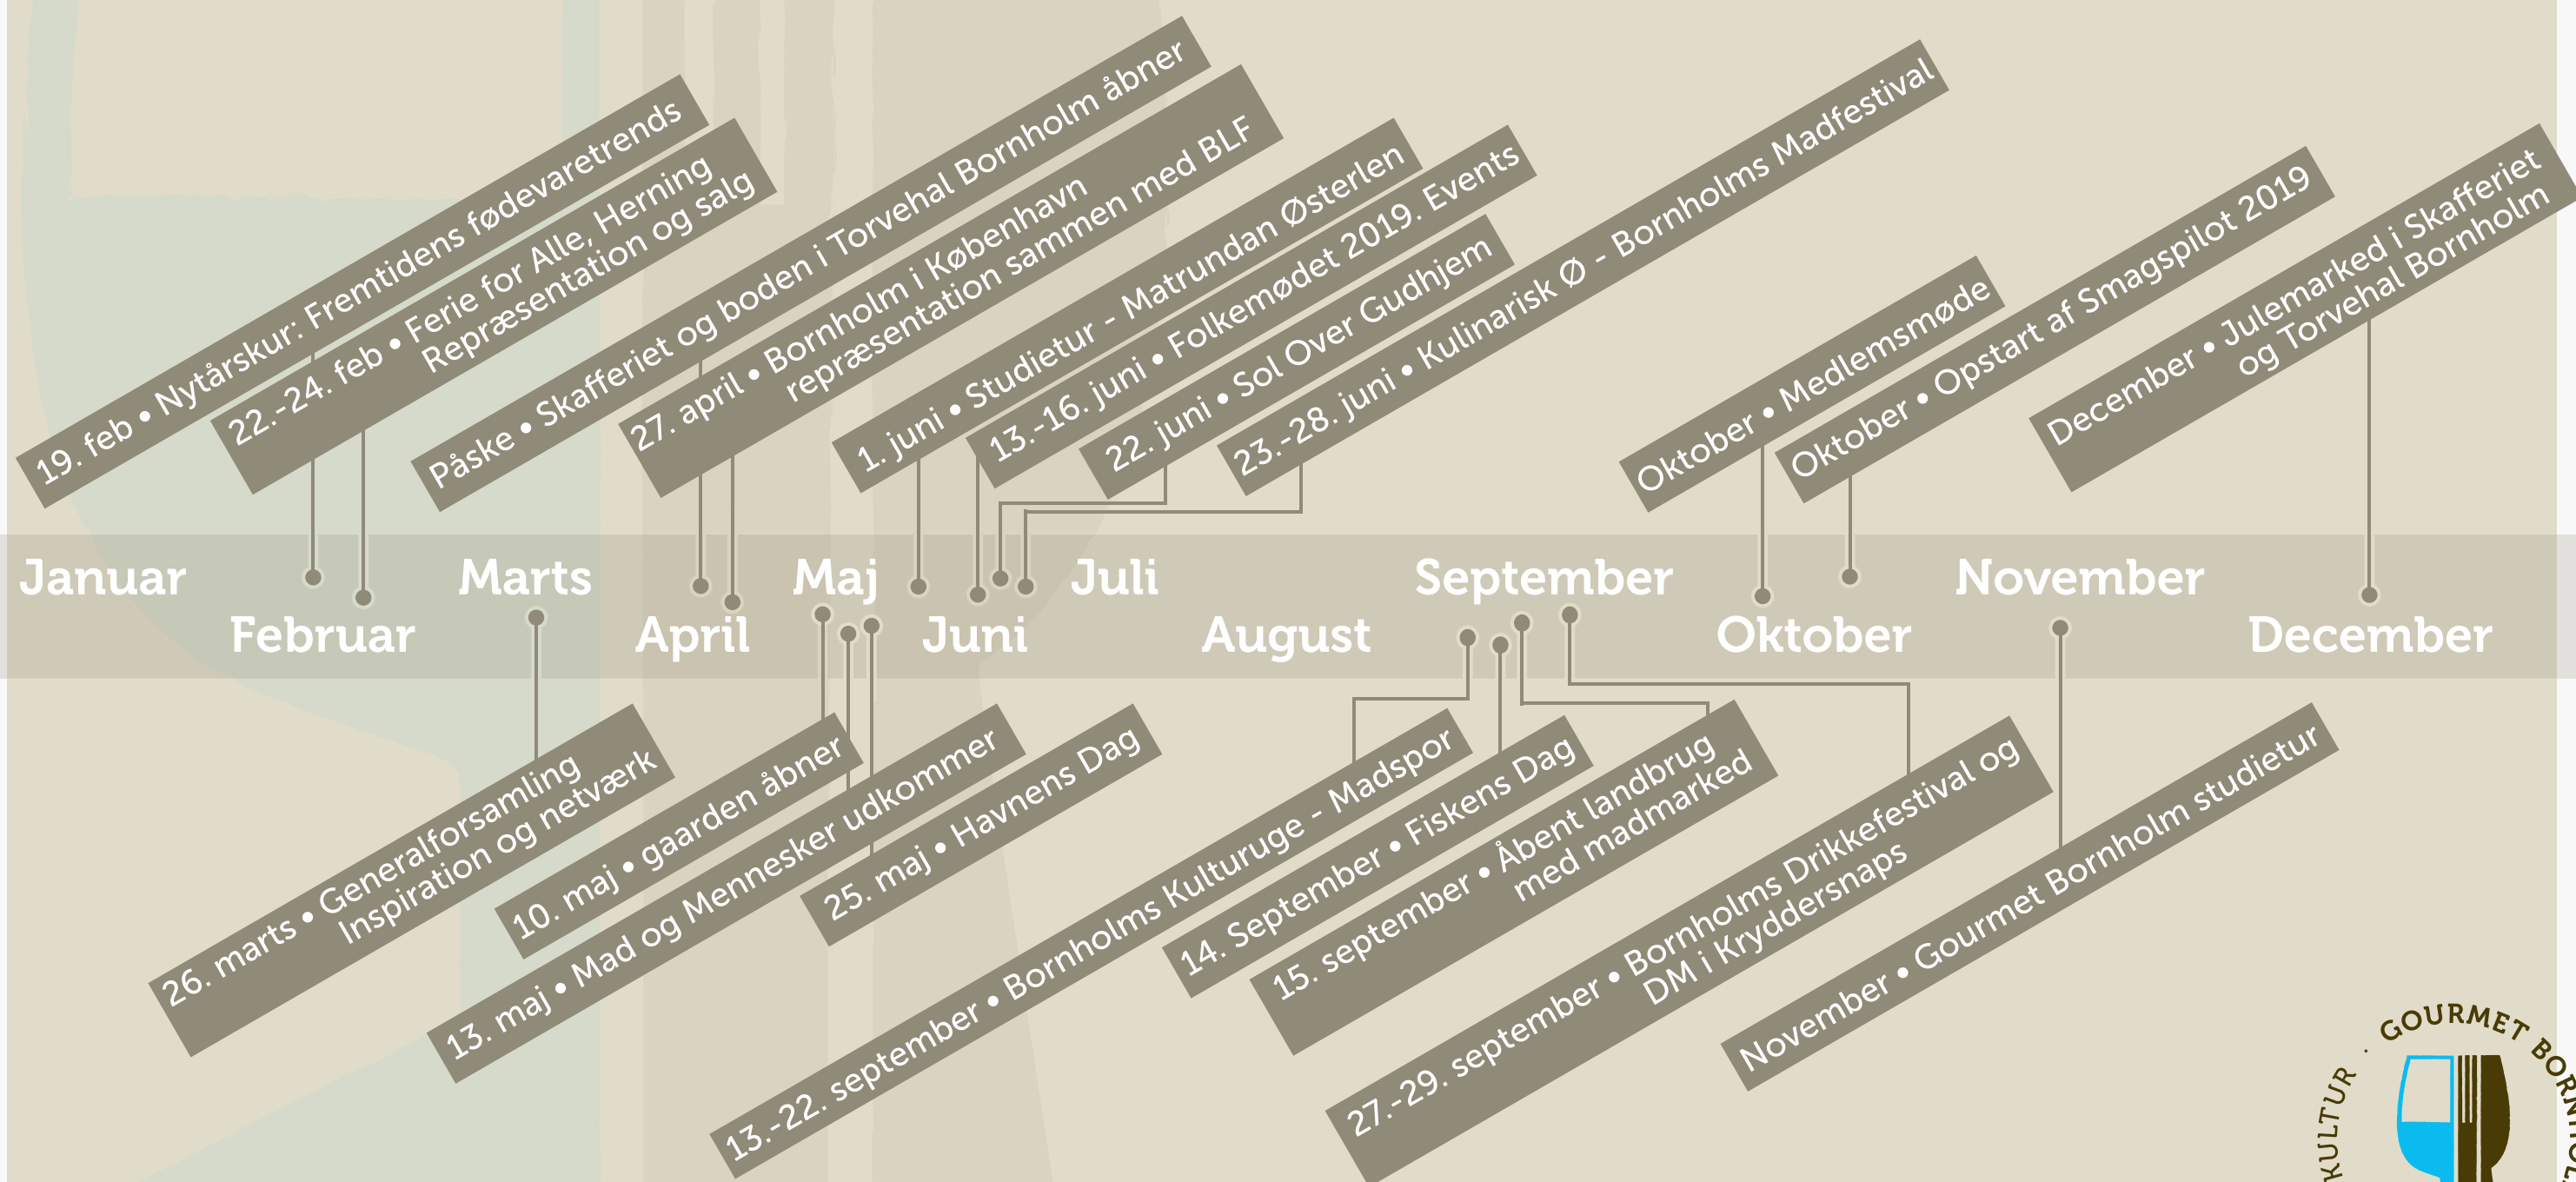 19. feb • Nytårskur: Fremtidens fødevaretrends
22.-24. feb • Ferie for Alle, Herning
Repræsentation og salg
Påske • Skafferiet og boden i Torvehal Bornholm åbner
27. april • Bornholm i København
repræsentation sammen med BLF
1. juni • Studietur - Matrundan Østerlen
13.-16. juni • Folkemødet 2019. Events
22. juni • Sol Over Gudhjem
23.-28. juni • Kulinarisk Ø - Bornholms Madfestival
Oktober • Medlemsmøde
Oktober • Opstart af Smagspilot 2019
December • Julemarked i Skafferiet
og Torvehal Bornholm
Januar
Februar
Marts
April
Maj
Juni
Juli
August
September
Oktober
November
December
26. marts • Generalforsamling
Inspiration og netværk
10. maj • gaarden åbner
13. maj • Mad og Mennesker udkommer
25. maj • Havnens Dag
13.-22. september • Bornholms Kulturuge - Madspor
14. September • Fiskens Dag
15. september • Åbent landbrug
med madmarked
27.-29. september • Bornholms Drikkefestival og
DM i Kryddersnaps
November • Gourmet Bornholm studietur
KULTUR · GOURMET